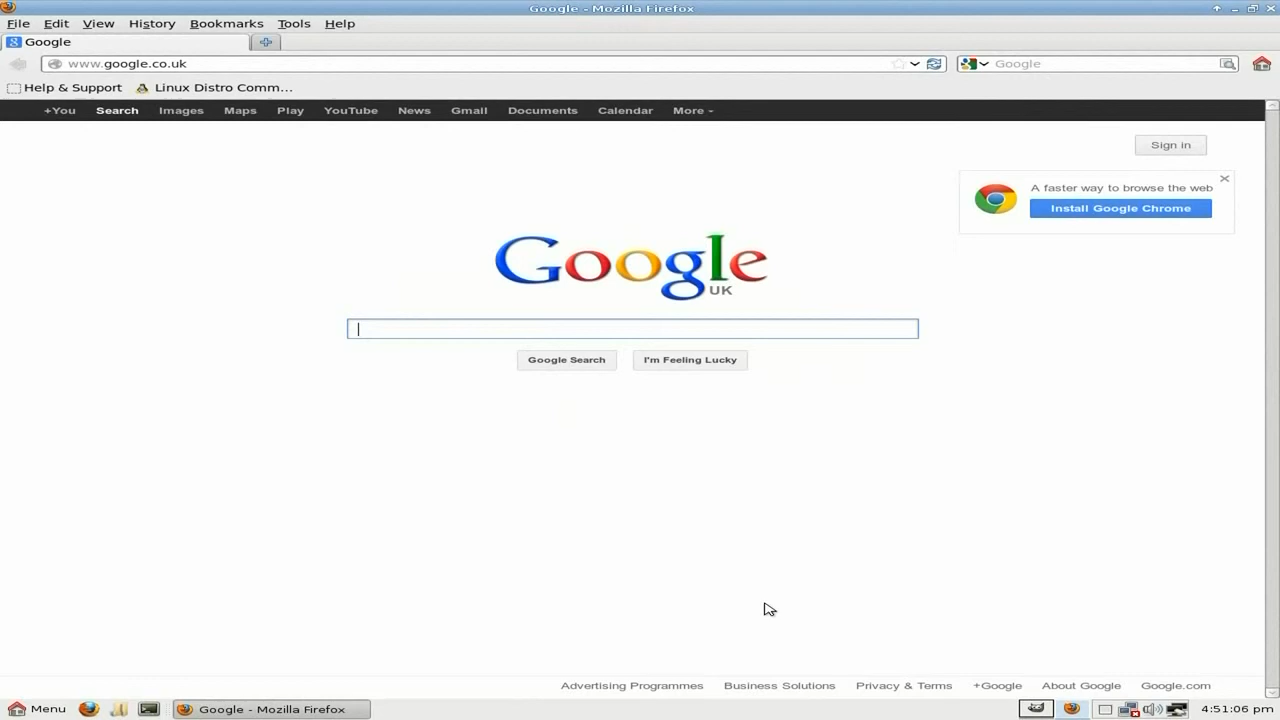 Google - Mozilla Firefox
File Edit View History Bookmarks Tools Help
Google
www.google.co.uk Google
Help & Support Linux Distro Comm...
+You Search Images Maps Play YouTube News Gmail Documents Calendar More
Sign in
A faster way to browse the web
Install Google Chrome
Google
UK
Google Search I'm Feeling Lucky
Advertising Programmes Business Solutions Privacy & Terms +Google About Google Google.com
Menu Google - Mozilla Firefox 4:51:06 pm